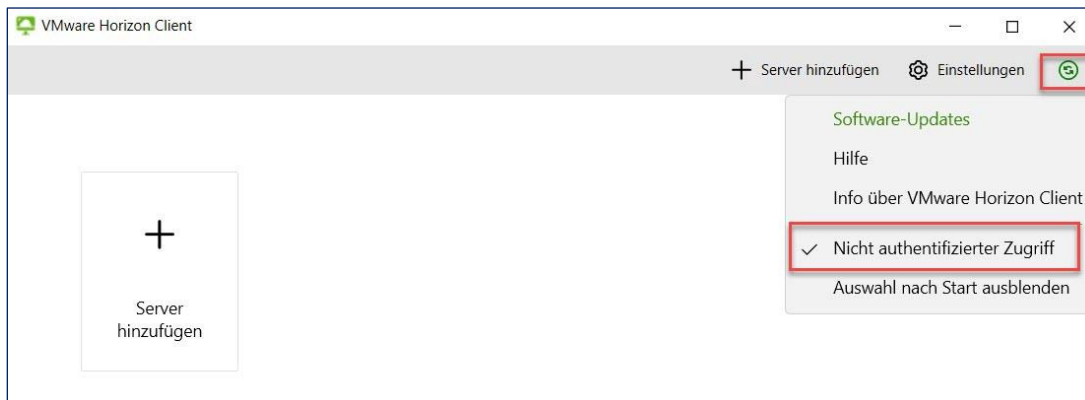 VMware Horizon Client
Server hinzufügen Einstellungen
Software-Updates
Hilfe
Info über VMware Horizon Client
Nicht authentifizierter Zugriff
Auswahl nach Start ausblenden
Server
hinzufügen